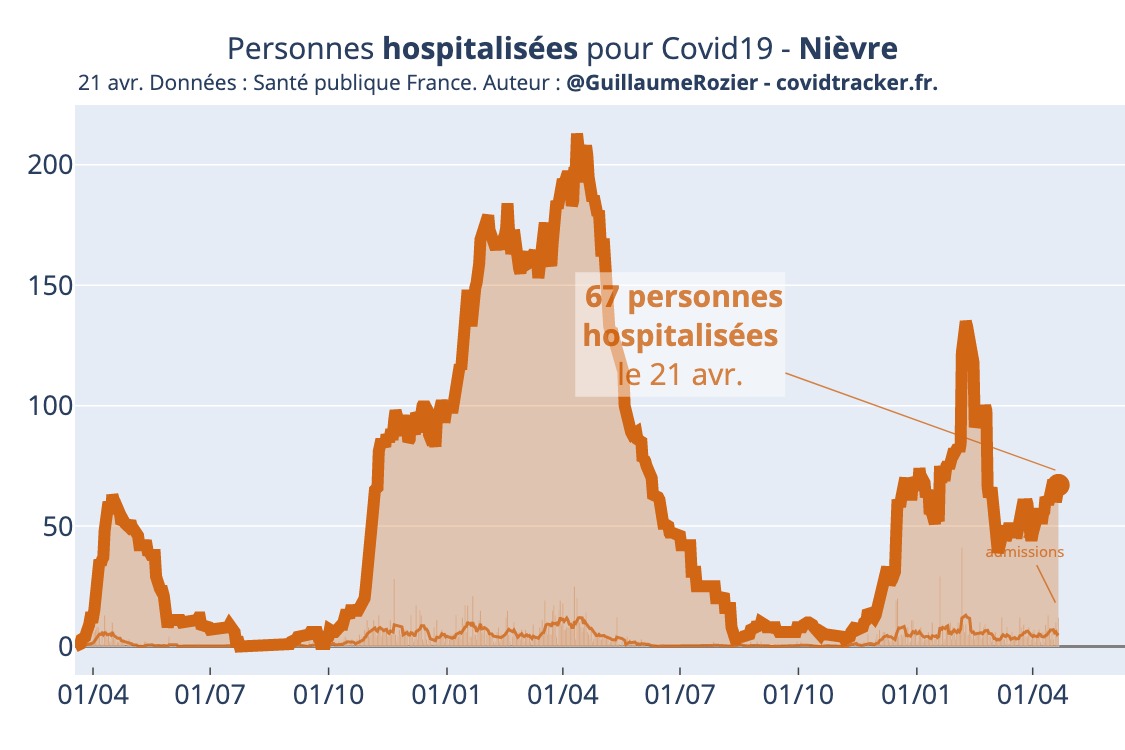 Personnes hospitalisées pour Covid19 - Nièvre
21 avr. Données : Santé publique France. Auteur : @GuillaumeRozier - covidtracker.fr.
200
150
67 personnes
hospitalisées
le 21 avr.
100
50
admissions
0
01/04 01/07 01/10 01/01 01/04 01/07 01/10 01/01 01/04